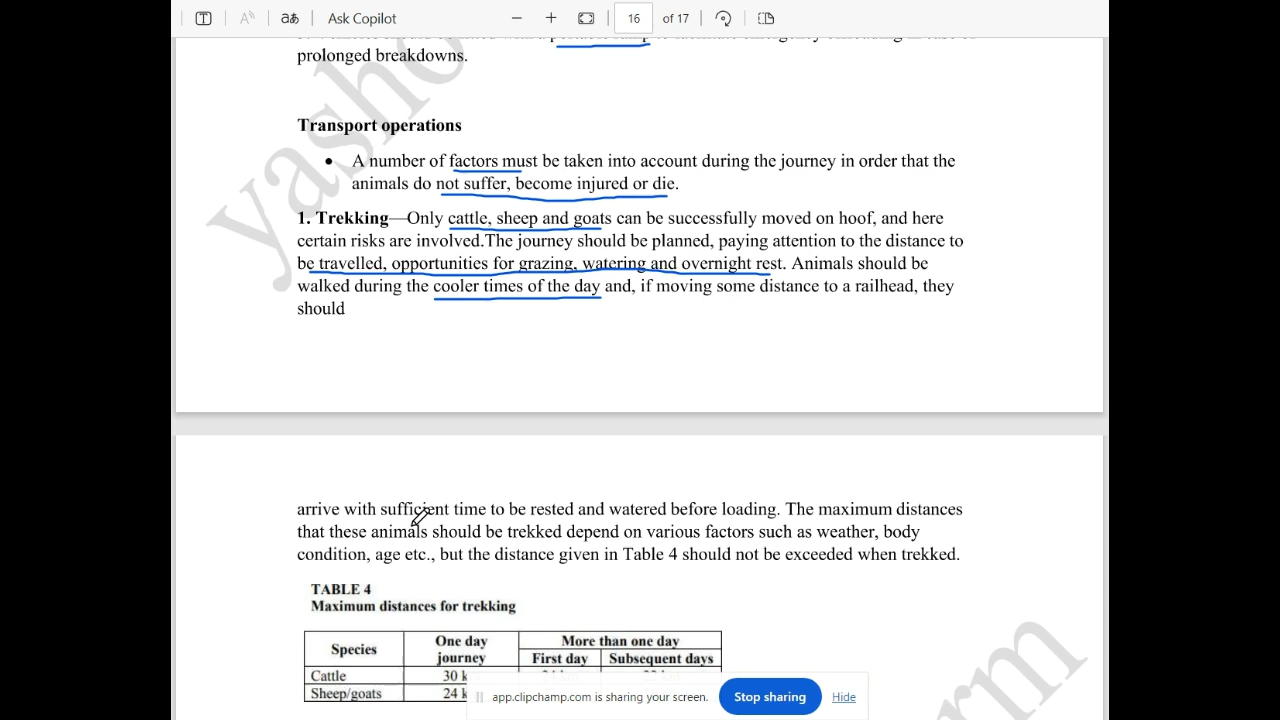 Ask Copilot
16 of 17
prolonged breakdowns.
Transport operations
• A number of factors must be taken into account during the journey in order that the
animals do not suffer, become injured or die.
1. Trekking—Only cattle, sheep and goats can be successfully moved on hoof, and here
certain risks are involved.The journey should be planned, paying attention to the distance to
be travelled, opportunities for grazing, watering and overnight rest. Animals should be
walked during the cooler times of the day and, if moving some distance to a railhead, they
should
arrive with sufficient time to be rested and watered before loading. The maximum distances
that these animals should be trekked depend on various factors such as weather, body
condition, age etc., but the distance given in Table 4 should not be exceeded when trekked.
TABLE 4
Maximum distances for trekking
Species One day journey More than one day
First day Subsequent days
Cattle 30 k
Sheep/goats 24 k
app.clipchamp.com is sharing your screen. Stop sharing Hide
yasho
rm